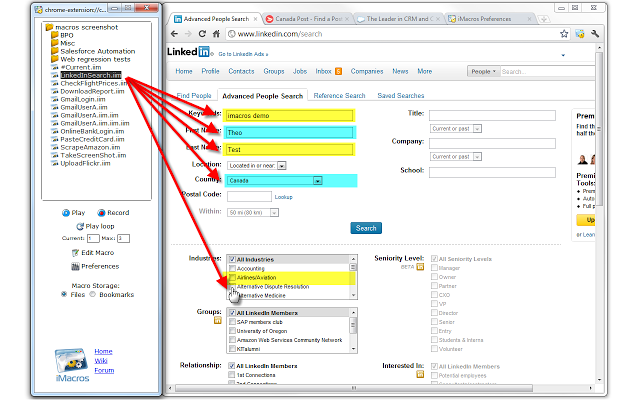 chrome-extension://c...
imacros screenshot
BPO
Misc
Salesforce Automation
Web regression tests
#Current.iim
LinkedInSearch.iim
CheckFlightPrices.iim
DownloadReport.iim
GmailLogin.iim
GmailUserA.iim
GmailUserA.iim.iim
GmailUserA.iim.iim.iim
OnlineBankLogin.iim
PasteCreditCard.iim
ScrapeAmazon.iim
TakeScreenShot.iim
UploadFlickr.iim
Play Record
Play loop
Current: 1 Max: 3
Edit Macro
Preferences
Macro Storage:
Files Bookmarks
iMacros
Home
Wiki
Forum
Advanced People Search
Canada Post - Find a Post
The Leader in CRM and C
iMacros Preferences
www.linkedin.com/search
Linked in Go to LinkedIn Ads »
Home Profile Contacts Groups Jobs Inbox 5 Companies News More
People Search...
Find People Advanced People Search Reference Search Saved Searches
Keywords: imacros demo
First Name: Theo
Last Name: Test
Location: Located in or near:
Country: Canada
Postal Code: Lookup
Within: 50 mi (80 km)
Title:
Current or past
Company:
Current or past
School:
Search
Prem
Find th
half the
Premi
Tools:
Up
or Lear
Industries:
All Industries
Accounting
Airlines/Aviation
Alternative Dispute Resolution
Alternative Medicine
Seniority Level:
BETA
All Seniority Levels
Manager
Owner
Partner
CXO
VP
Director
Senior
Entry
Students & Interns
Volunteer
Groups:
All LinkedIn Members
SAP members club
University of Oregon
Amazon Web Services Community Network
KITalumni
Relationship:
All LinkedIn Members
1st Connections
2nd Connections
Interested In:
All LinkedIn Members
Potential employees